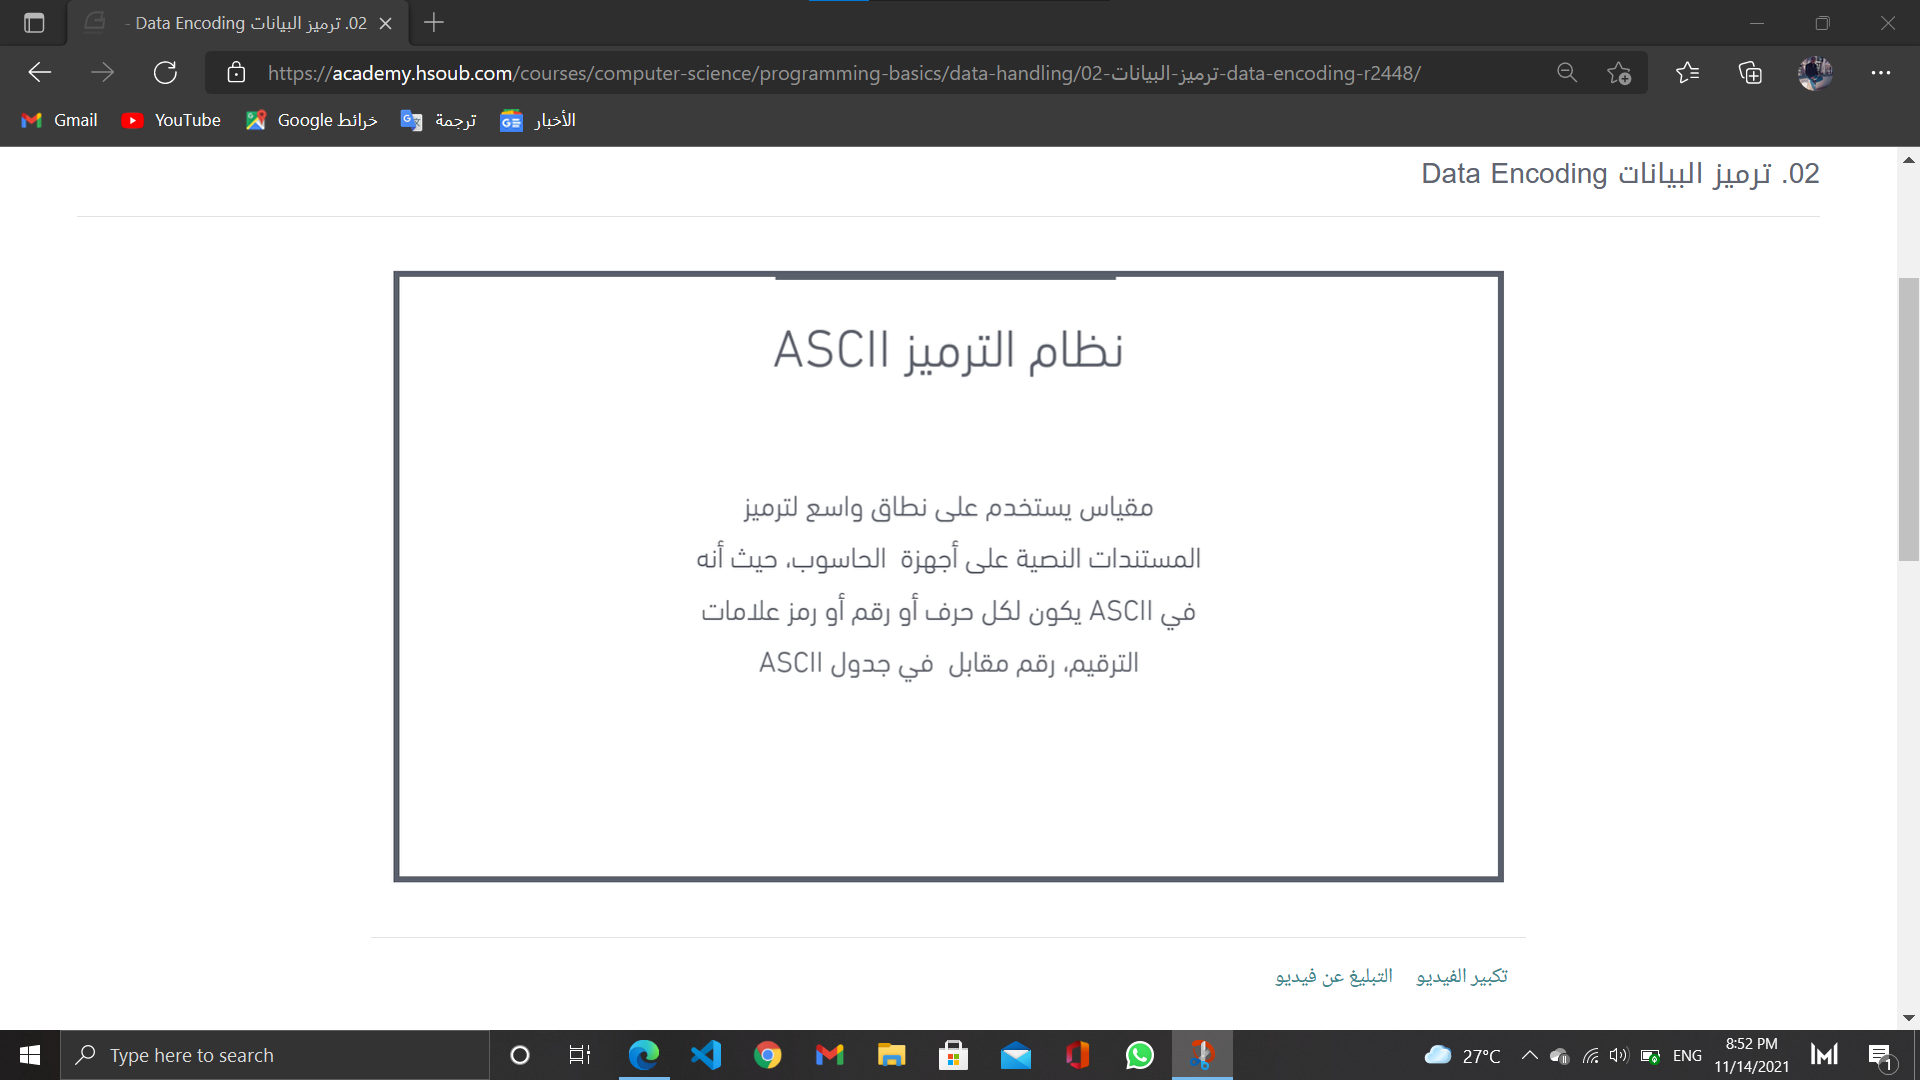 02. ترميز البيانات Data Encoding -
https://academy.hsoub.com/courses/computer-science/programming-basics/data-handling/02-ترميز-البيانات-data-encoding-r2448/
Gmail
YouTube
خرائط Google
ترجمة
الأخبار
02. ترميز البيانات Data Encoding
نظام الترميز ASCII
مقياس يستخدم على نطاق واسع لترميز
المستندات النصية على أجهزة الحاسوب، حيث أنه
في ASCII يكون لكل حرف أو رقم أو رمز علامات
الترقيم، رقم مقابل في جدول ASCII
تكبير الفيديو
التبليغ عن فيديو
Type here to search
27°C
ENG
8:52 PM
11/14/2021
1